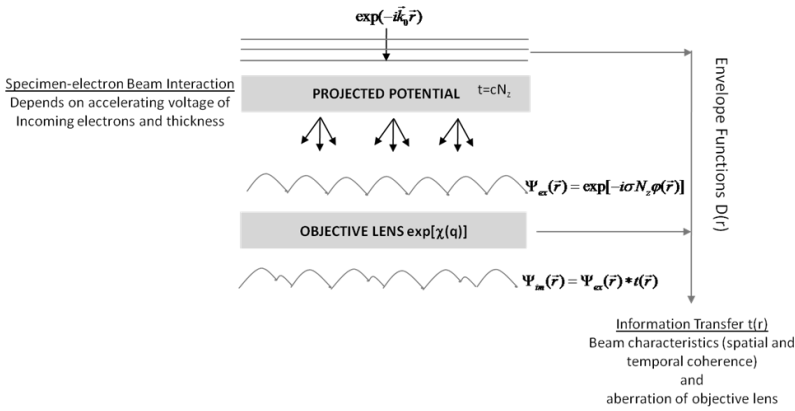 exp(−ik⃗₀r⃗)
Specimen-electron Beam Interaction
Depends on accelerating voltage of
Incoming electrons and thickness
PROJECTED POTENTIAL t=cN_z
Ψ_ex(r⃗) = exp[−iσN_zφ(r⃗)]
OBJECTIVE LENS exp[χ(q)]
Ψ_im(r⃗) = Ψ_ex(r⃗)*t(r⃗)
Envelope Functions D(r)
Information Transfer t(r)
Beam characteristics (spatial and
temporal coherence)
and
aberration of objective lens